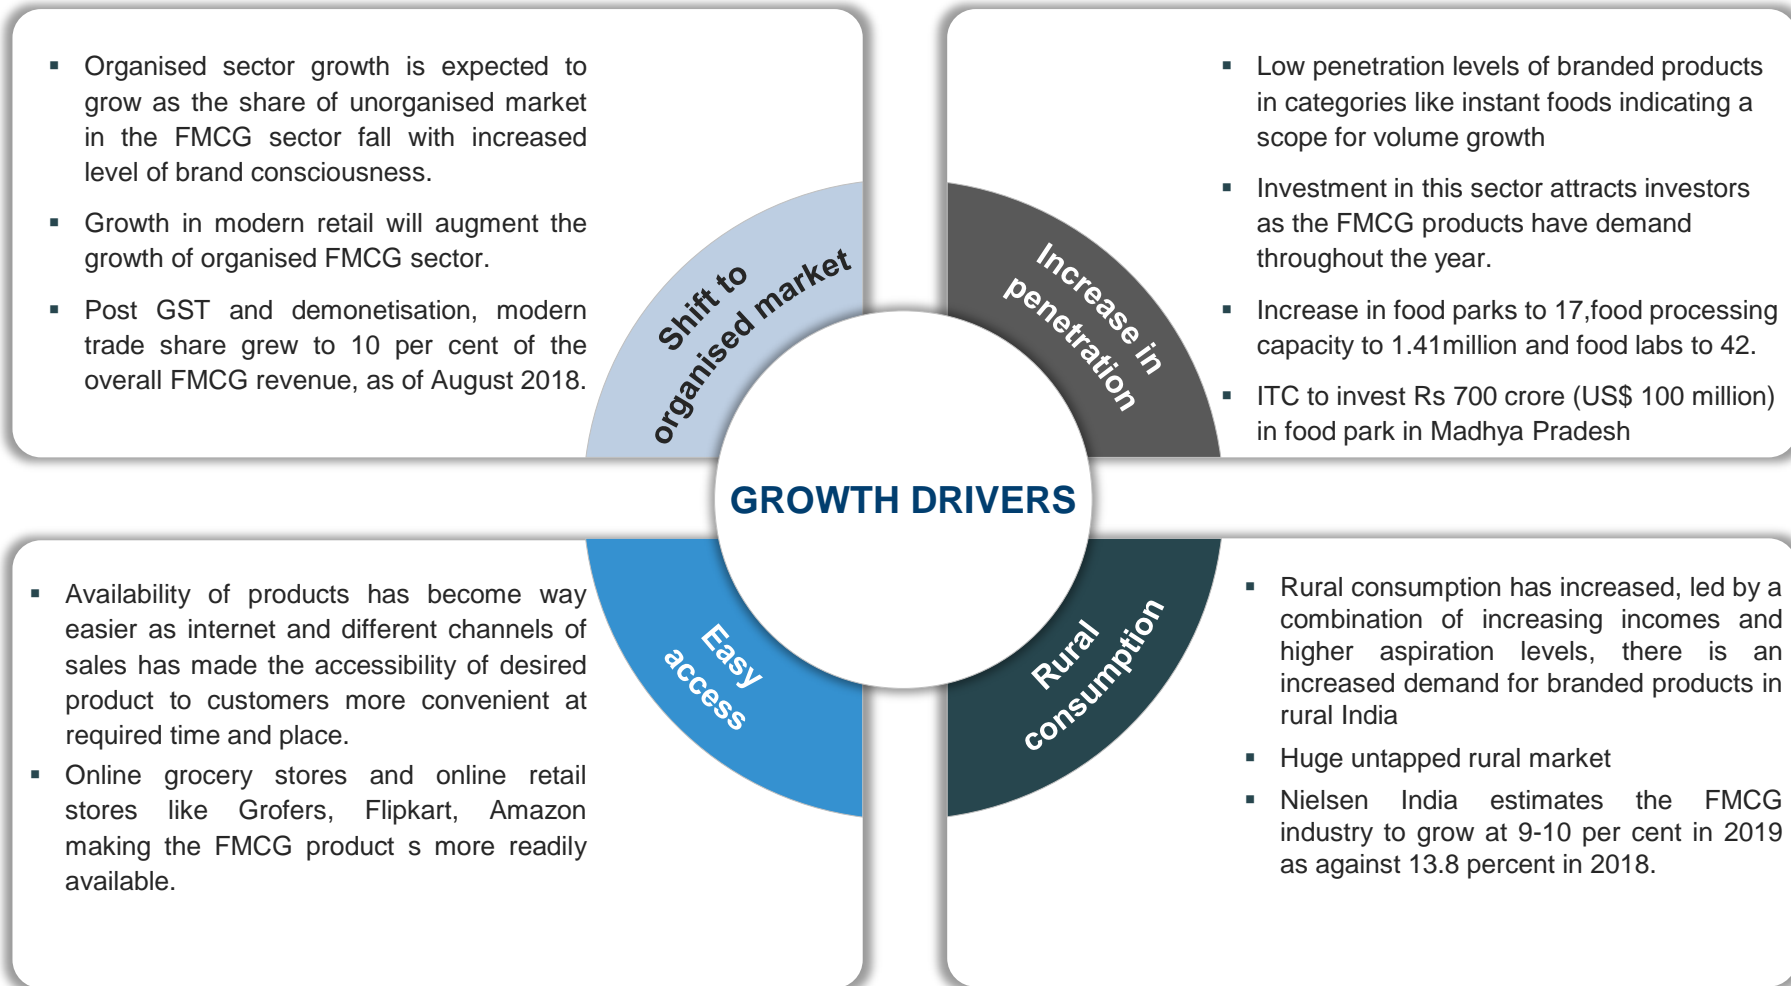 ▪ Organised sector growth is expected to
grow as the share of unorganised market
in the FMCG sector fall with increased
level of brand consciousness.
▪ Growth in modern retail will augment the
growth of organised FMCG sector.
▪ Post GST and demonetisation, modern
trade share grew to 10 per cent of the
overall FMCG revenue, as of August 2018.
Shift to
organised market
▪ Low penetration levels of branded products
in categories like instant foods indicating a
scope for volume growth
▪ Investment in this sector attracts investors
as the FMCG products have demand
throughout the year.
▪ Increase in food parks to 17,food processing
capacity to 1.41million and food labs to 42.
▪ ITC to invest Rs 700 crore (US$ 100 million)
in food park in Madhya Pradesh
Increase in
penetration
GROWTH DRIVERS
▪ Availability of products has become way
easier as internet and different channels of
sales has made the accessibility of desired
product to customers more convenient at
required time and place.
▪ Online grocery stores and online retail
stores like Grofers, Flipkart, Amazon
making the FMCG product s more readily
available.
Easy
access
▪ Rural consumption has increased, led by a
combination of increasing incomes and
higher aspiration levels, there is an
increased demand for branded products in
rural India
▪ Huge untapped rural market
▪ Nielsen India estimates the FMCG
industry to grow at 9-10 per cent in 2019
as against 13.8 percent in 2018.
Rural
consumption